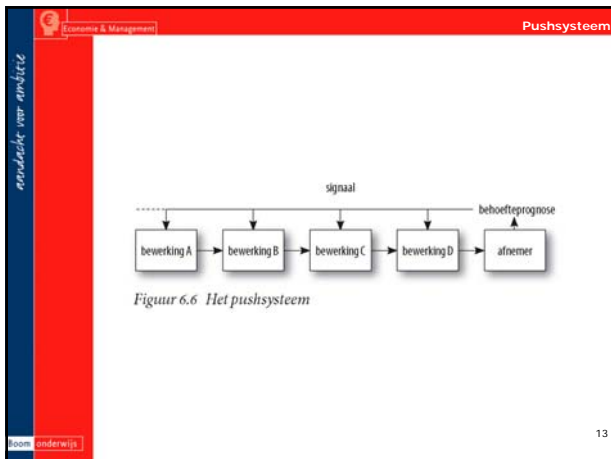 Economie & Management
Pushsysteem
aandacht voor ambitie
signaal
behoefteprognose
bewerking A
bewerking B
bewerking C
bewerking D
afnemer
Figuur 6.6 Het pushsysteem
13
Boom onderwijs